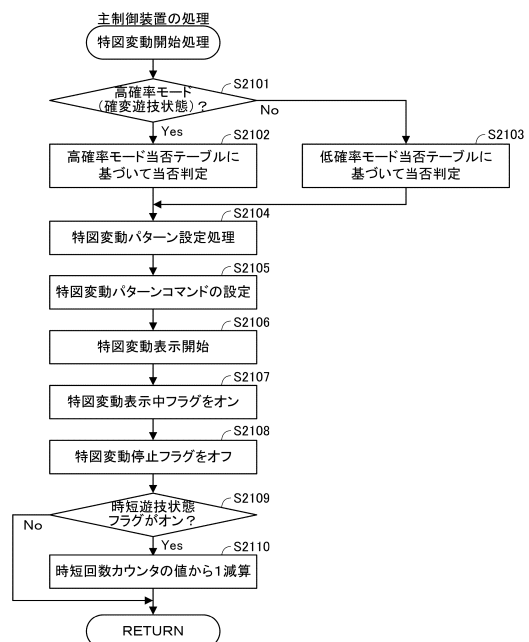 主制御装置の処理
特図変動開始処理
S2101
高確率モード
(確変遊技状態)？
No
Yes
S2102
高確率モード当否テーブルに
基づいて当否判定
S2103
低確率モード当否テーブルに
基づいて当否判定
S2104
特図変動パターン設定処理
S2105
特図変動パターンコマンドの設定
S2106
特図変動表示開始
S2107
特図変動表示中フラグをオン
S2108
特図変動停止フラグをオフ
S2109
時短遊技状態
フラグがオン？
No
Yes
S2110
時短回数カウンタの値から1減算
RETURN